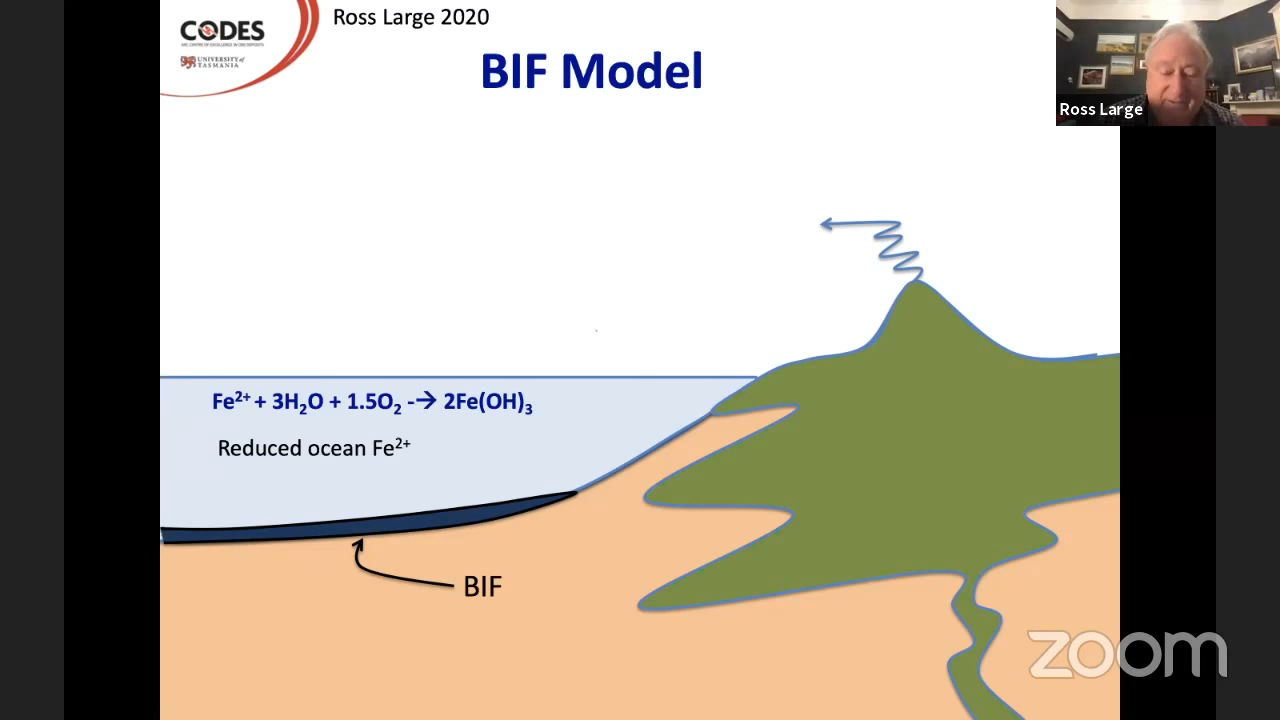 Ross Large 2020
CODES
ARC CENTRE OF EXCELLENCE IN ORE DEPOSITS
UNIVERSITY of
TASMANIA
BIF Model
Ross Large
Fe²⁺ + 3H₂O + 1.5O₂ -→ 2Fe(OH)₃
Reduced ocean Fe²⁺
BIF
zoom